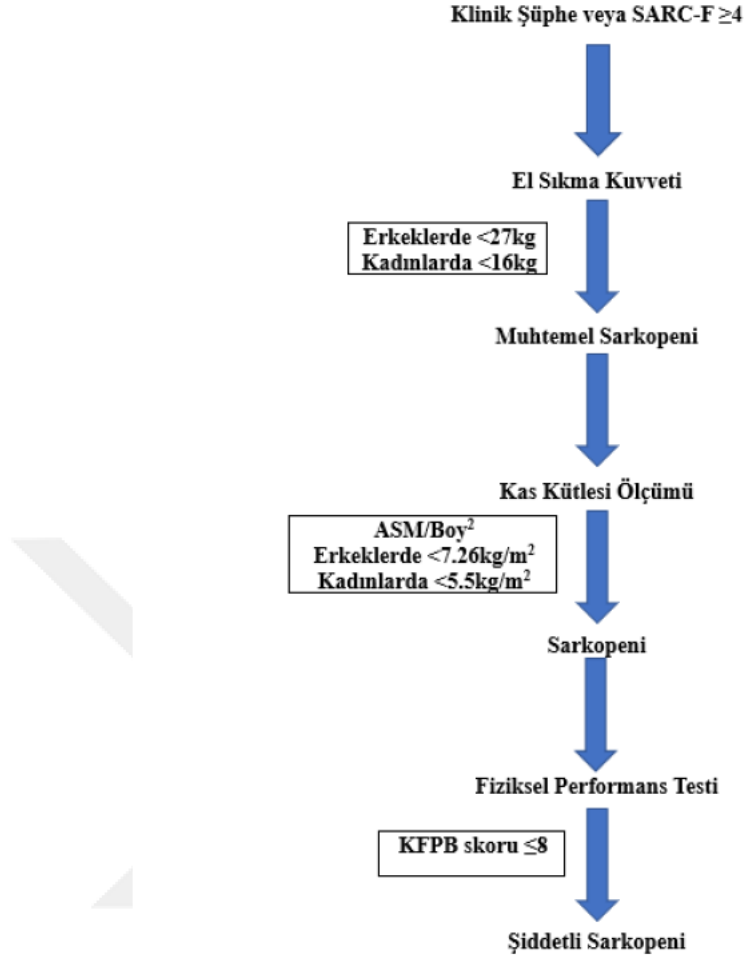 Klinik Şüphe veya SARC-F ≥4
El Sıkma Kuvveti
Erkeklerde <27kg
Kadınlarda <16kg
Muhtemel Sarkopeni
Kas Kütlesi Ölçümü
ASM/Boy²
Erkeklerde <7.26kg/m²
Kadınlarda <5.5kg/m²
Sarkopeni
Fiziksel Performans Testi
KFPB skoru ≤8
Şiddetli Sarkopeni